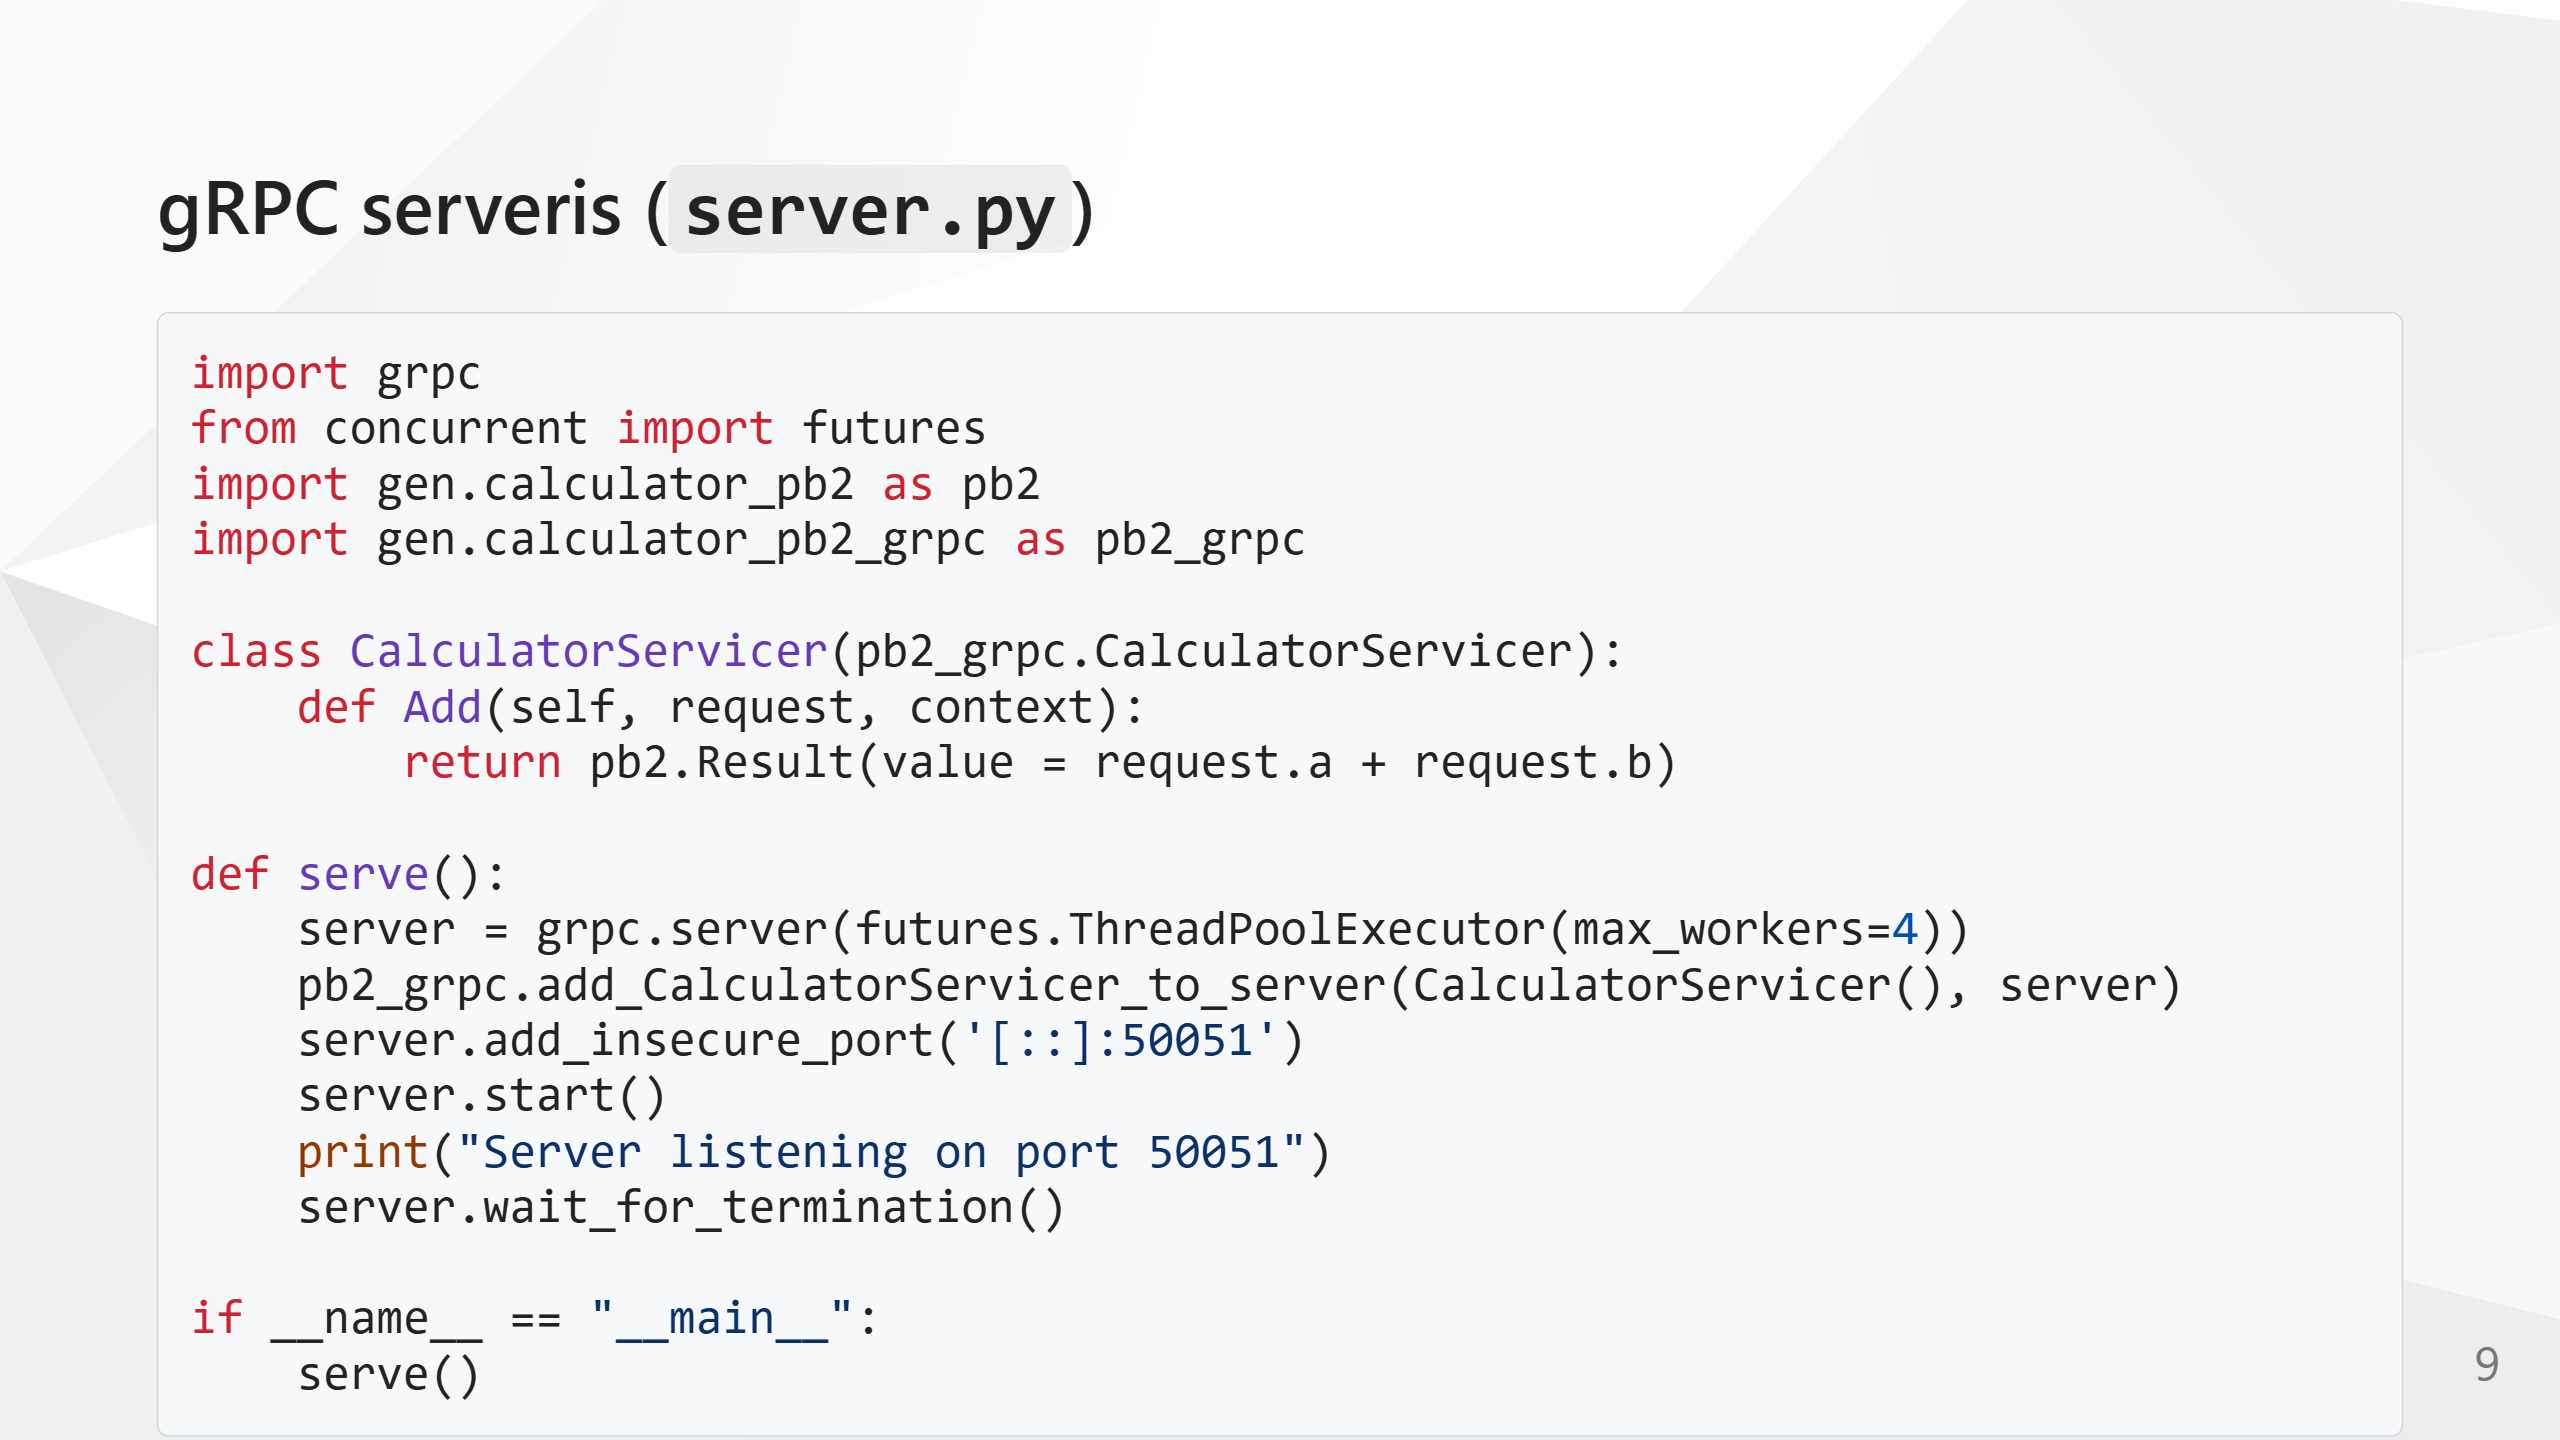 gRPC serveris (server.py)
import grpc
from concurrent import futures
import gen.calculator_pb2 as pb2
import gen.calculator_pb2_grpc as pb2_grpc

class CalculatorServicer(pb2_grpc.CalculatorServicer):
    def Add(self, request, context):
        return pb2.Result(value = request.a + request.b)

def serve():
    server = grpc.server(futures.ThreadPoolExecutor(max_workers=4))
    pb2_grpc.add_CalculatorServicer_to_server(CalculatorServicer(), server)
    server.add_insecure_port('[::]:50051')
    server.start()
    print("Server listening on port 50051")
    server.wait_for_termination()

if __name__ == "__main__":
    serve()
9